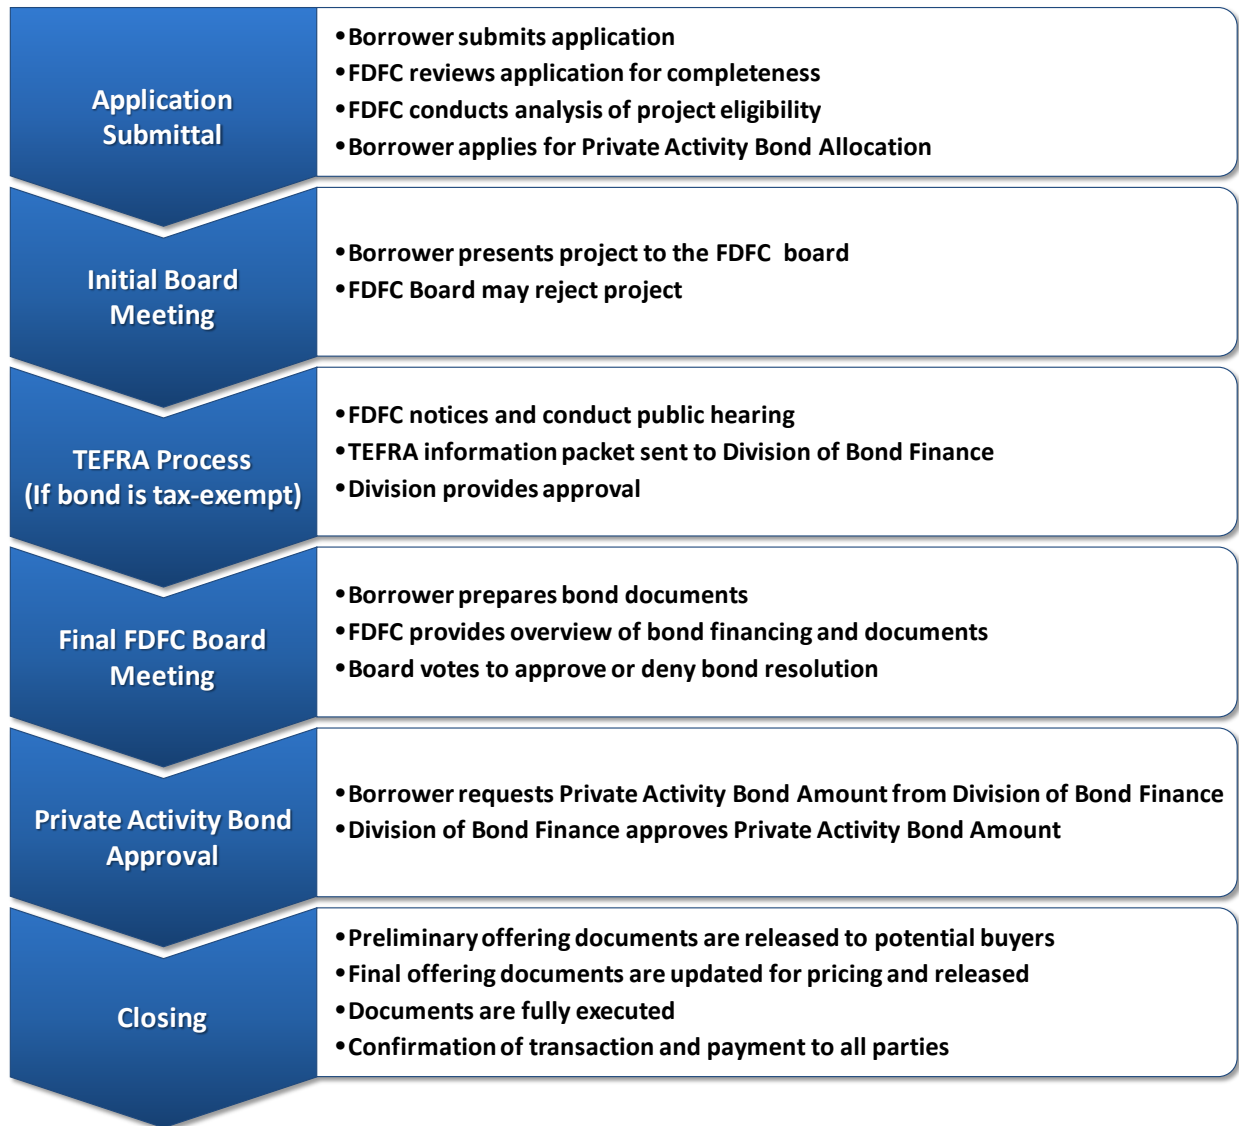 Application
Submittal
•Borrower submits application
•FDFC reviews application for completeness
•FDFC conducts analysis of project eligibility
•Borrower applies for Private Activity Bond Allocation
Initial Board
Meeting
•Borrower presents project to the FDFC board
•FDFC Board may reject project
TEFRA Process
(If bond is tax-exempt)
•FDFC notices and conduct public hearing
•TEFRA information packet sent to Division of Bond Finance
•Division provides approval
Final FDFC Board
Meeting
•Borrower prepares bond documents
•FDFC provides overview of bond financing and documents
•Board votes to approve or deny bond resolution
Private Activity Bond
Approval
•Borrower requests Private Activity Bond Amount from Division of Bond Finance
•Division of Bond Finance approves Private Activity Bond Amount
Closing
•Preliminary offering documents are released to potential buyers
•Final offering documents are updated for pricing and released
•Documents are fully executed
•Confirmation of transaction and payment to all parties